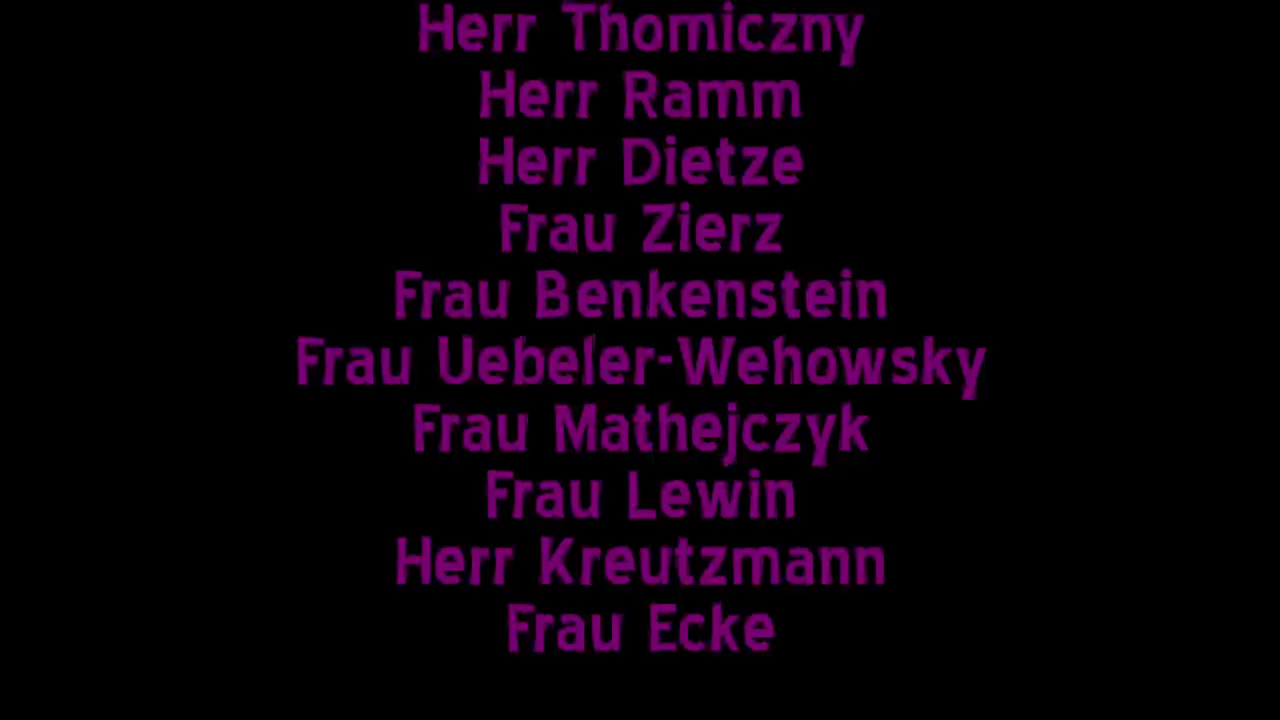 Herr Thomiczny
Herr Ramm
Herr Dietze
Frau Zierz
Frau Benkenstein
Frau Uebeler-Wehowsky
Frau Mathejczyk
Frau Lewin
Herr Kreutzmann
Frau Ecke